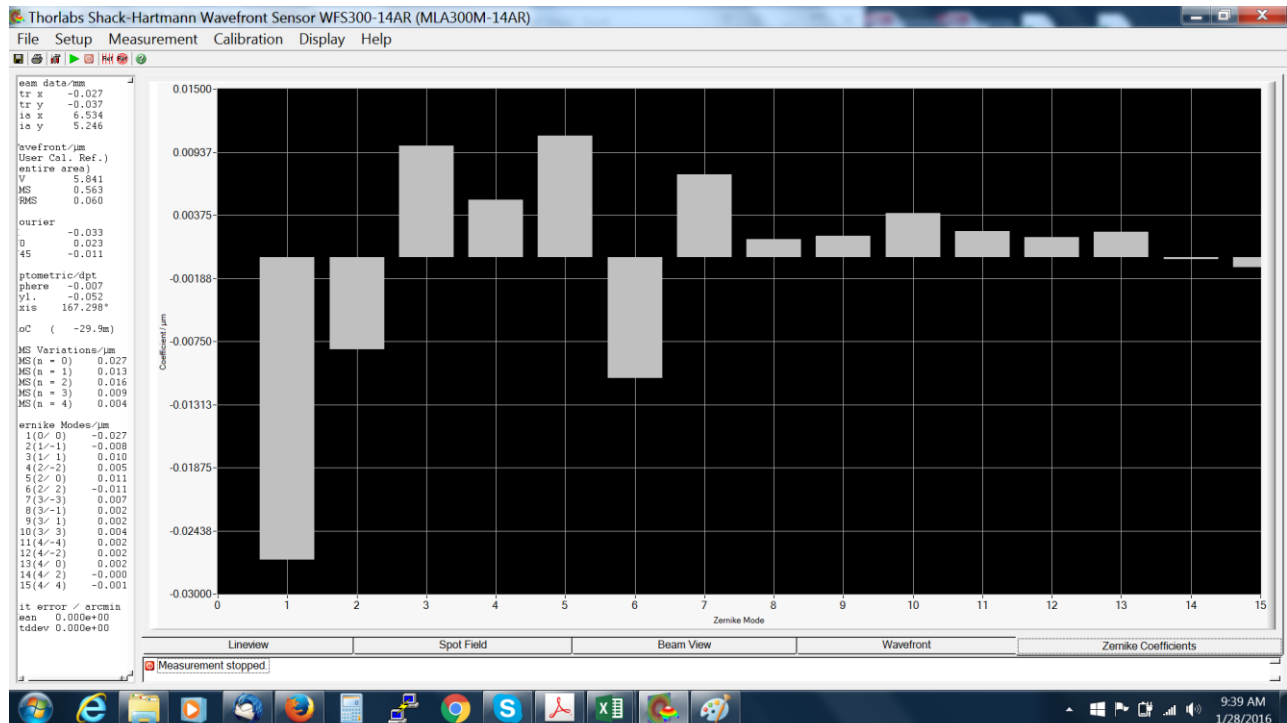 Thorlabs Shack-Hartmann Wavefront Sensor WFS300-14AR (MLA300M-14AR)
File Setup Measurement Calibration Display Help
eam data/mm
tr x -0.027
tr y -0.037
ia x 6.534
ia y 5.246
avefront/µm
User Cal. Ref.)
entire area)
V 5.841
MS 0.563
RMS 0.060
ourier
-0.033
0 0.023
45 -0.011
ptometric/dpt
phere -0.007
yl. -0.052
xis 167.298°
oC ( -29.9m)
MS Variations/µm
MS(n = 0) 0.027
MS(n = 1) 0.013
MS(n = 2) 0.016
MS(n = 3) 0.009
MS(n = 4) 0.004
ernike Modes/µm
1(0/ 0) -0.027
2(1/-1) -0.008
3(1/ 1) 0.010
4(2/-2) 0.005
5(2/ 0) 0.011
6(2/ 2) -0.011
7(3/-3) 0.007
8(3/-1) 0.002
9(3/ 1) 0.002
10(3/ 3) 0.004
11(4/-4) 0.002
12(4/-2) 0.002
13(4/ 0) 0.002
14(4/ 2) -0.000
15(4/ 4) -0.001
it error / arcmin
ean 0.000e+00
tddev 0.000e+00
0.01500
0.00937
0.00375
-0.00188
-0.00750
-0.01313
-0.01875
-0.02438
-0.03000
Coefficient / µm
0 1 2 3 4 5 6 7 8 9 10 11 12 13 14 15
Zernike Mode
Lineview Spot Field Beam View Wavefront Zernike Coefficients
Measurement stopped.
9:39 AM